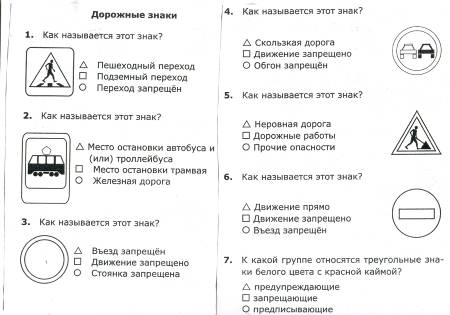 Дорожные знаки
1. Как называется этот знак?
Пешеходный переход
Подземный переход
Переход запрещён
2. Как называется этот знак?
Место остановки автобуса и
(или) троллейбуса
Место остановки трамвая
Железная дорога
3. Как называется этот знак?
Въезд запрещён
Движение запрещено
Стоянка запрещена
4. Как называется этот знак?
Скользкая дорога
Движение запрещено
Обгон запрещён
5. Как называется этот знак?
Неровная дорога
Дорожные работы
Прочие опасности
6. Как называется этот знак?
Движение прямо
Движение запрещено
Въезд запрещён
7. К какой группе относятся треугольные зна-
ки белого цвета с красной каймой?
предупреждающие
запрещающие
предписывающие